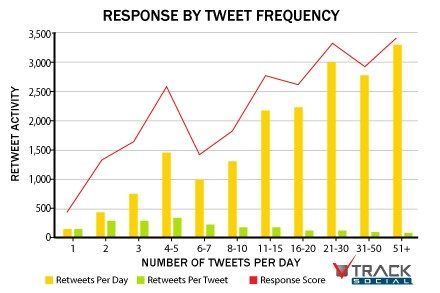 RESPONSE BY TWEET FREQUENCY
RETWEET ACTIVITY
3,500
3,000
2,500
2,000
1,500
1,000
500
0
1 2 3 4-5 6-7 8-10 11-15 16-20 21-30 31-50 51+
NUMBER OF TWEETS PER DAY
Retweets Per Day Retweets Per Tweet Response Score
TRACK
SOCIAL